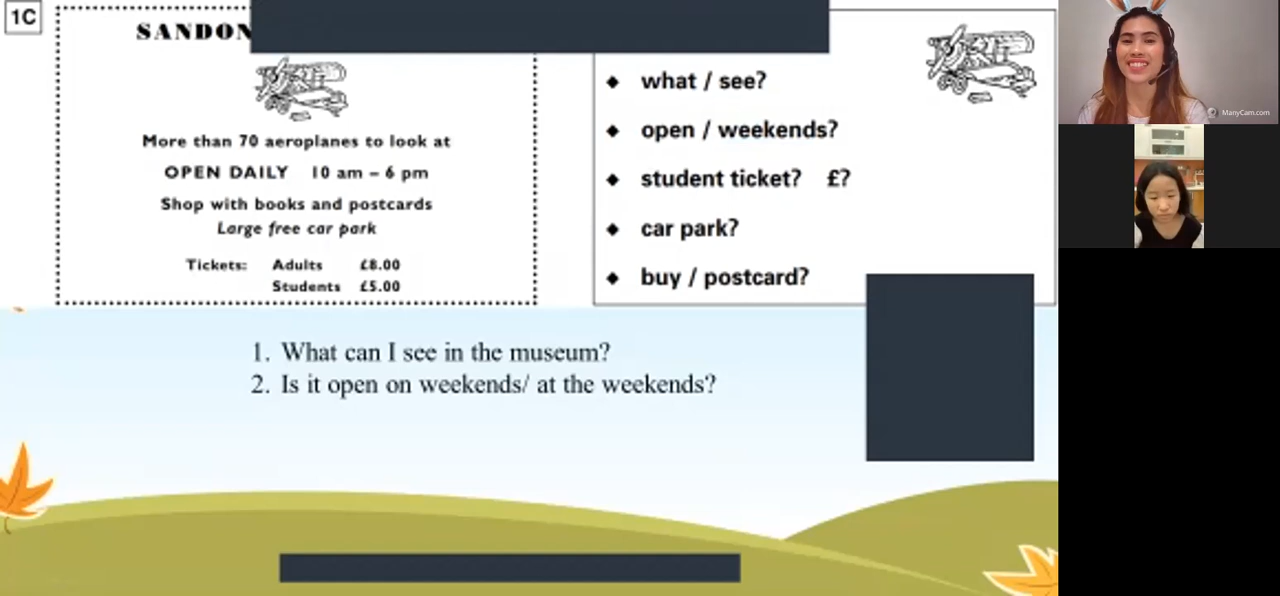 1C
SANDON
More than 70 aeroplanes to look at
OPEN DAILY 10 am – 6 pm
Shop with books and postcards
Large free car park
Tickets: Adults £8.00
Students £5.00
◆ what / see?
◆ open / weekends?
◆ student ticket? £?
◆ car park?
◆ buy / postcard?
1. What can I see in the museum?
2. Is it open on weekends/ at the weekends?
ManyCam.com